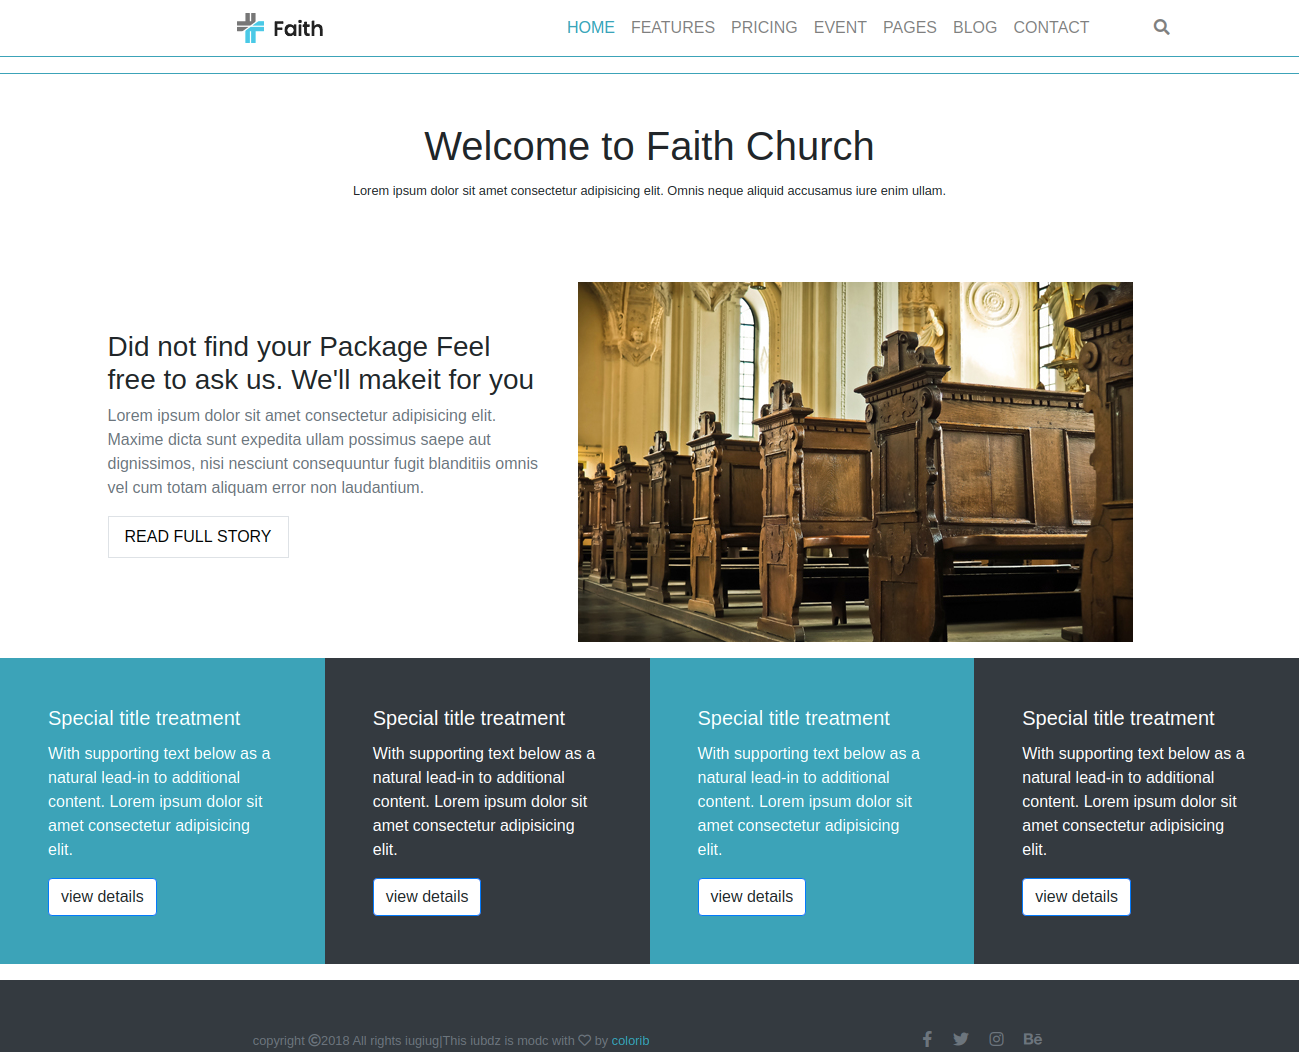 Faith
HOME FEATURES PRICING EVENT PAGES BLOG CONTACT
Welcome to Faith Church
Lorem ipsum dolor sit amet consectetur adipisicing elit. Omnis neque aliquid accusamus iure enim ullam.
Did not find your Package Feel
free to ask us. We'll makeit for you
Lorem ipsum dolor sit amet consectetur adipisicing elit.
Maxime dicta sunt expedita ullam possimus saepe aut
dignissimos, nisi nesciunt consequuntur fugit blanditiis omnis
vel cum totam aliquam error non laudantium.
READ FULL STORY
Special title treatment
With supporting text below as a
natural lead-in to additional
content. Lorem ipsum dolor sit
amet consectetur adipisicing
elit.
view details
Special title treatment
With supporting text below as a
natural lead-in to additional
content. Lorem ipsum dolor sit
amet consectetur adipisicing
elit.
view details
Special title treatment
With supporting text below as a
natural lead-in to additional
content. Lorem ipsum dolor sit
amet consectetur adipisicing
elit.
view details
Special title treatment
With supporting text below as a
natural lead-in to additional
content. Lorem ipsum dolor sit
amet consectetur adipisicing
elit.
view details
copyright ©2018 All rights iugiug|This iubdz is modc with ♡ by colorib